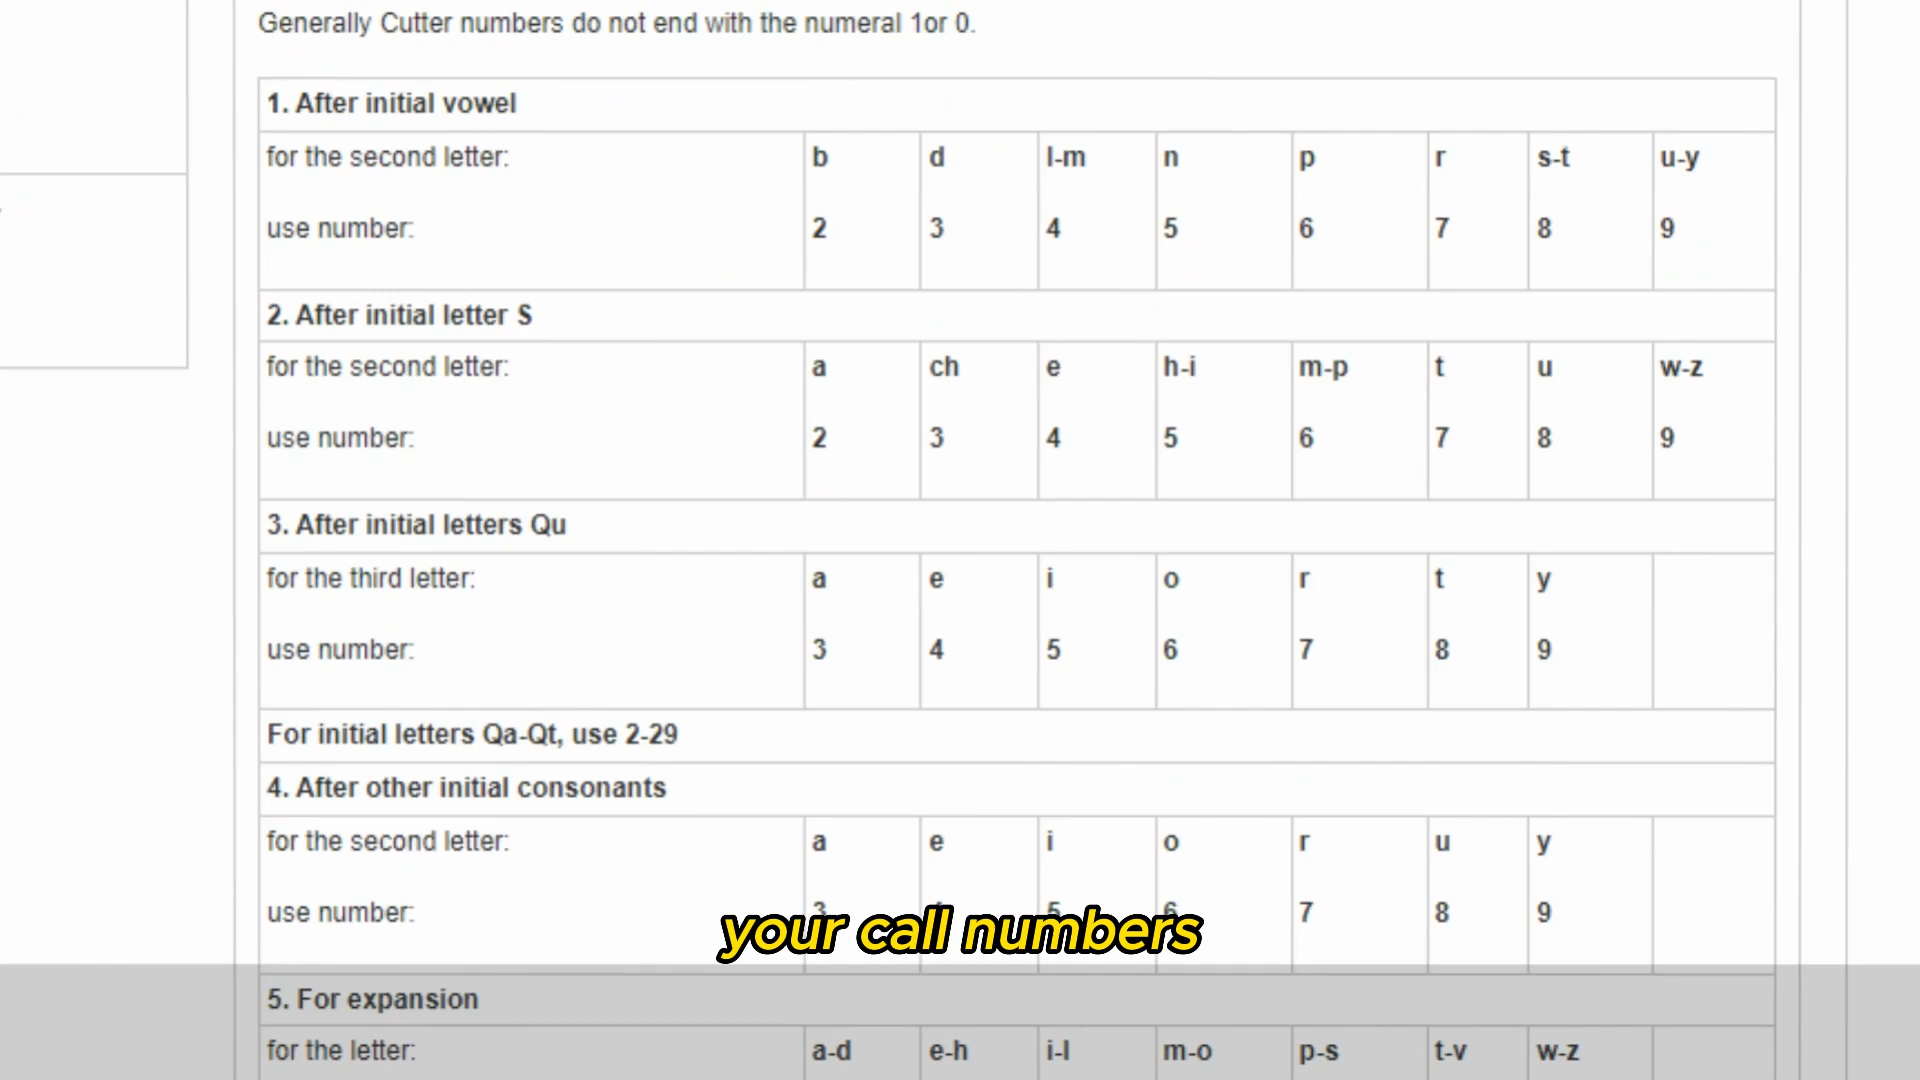 Generally Cutter numbers do not end with the numeral 1or 0.
1. After initial vowel
for the second letter: b d l-m n p r s-t u-y
use number: 2 3 4 5 6 7 8 9
2. After initial letter S
for the second letter: a ch e h-i m-p t u w-z
use number: 2 3 4 5 6 7 8 9
3. After initial letters Qu
for the third letter: a e i o r t y
use number: 3 4 5 6 7 8 9
For initial letters Qa-Qt, use 2-29
4. After other initial consonants
for the second letter: a e i o r u y
use number: 3 5 6 7 8 9
your call numbers
5. For expansion
for the letter: a-d e-h i-l m-o p-s t-v w-z